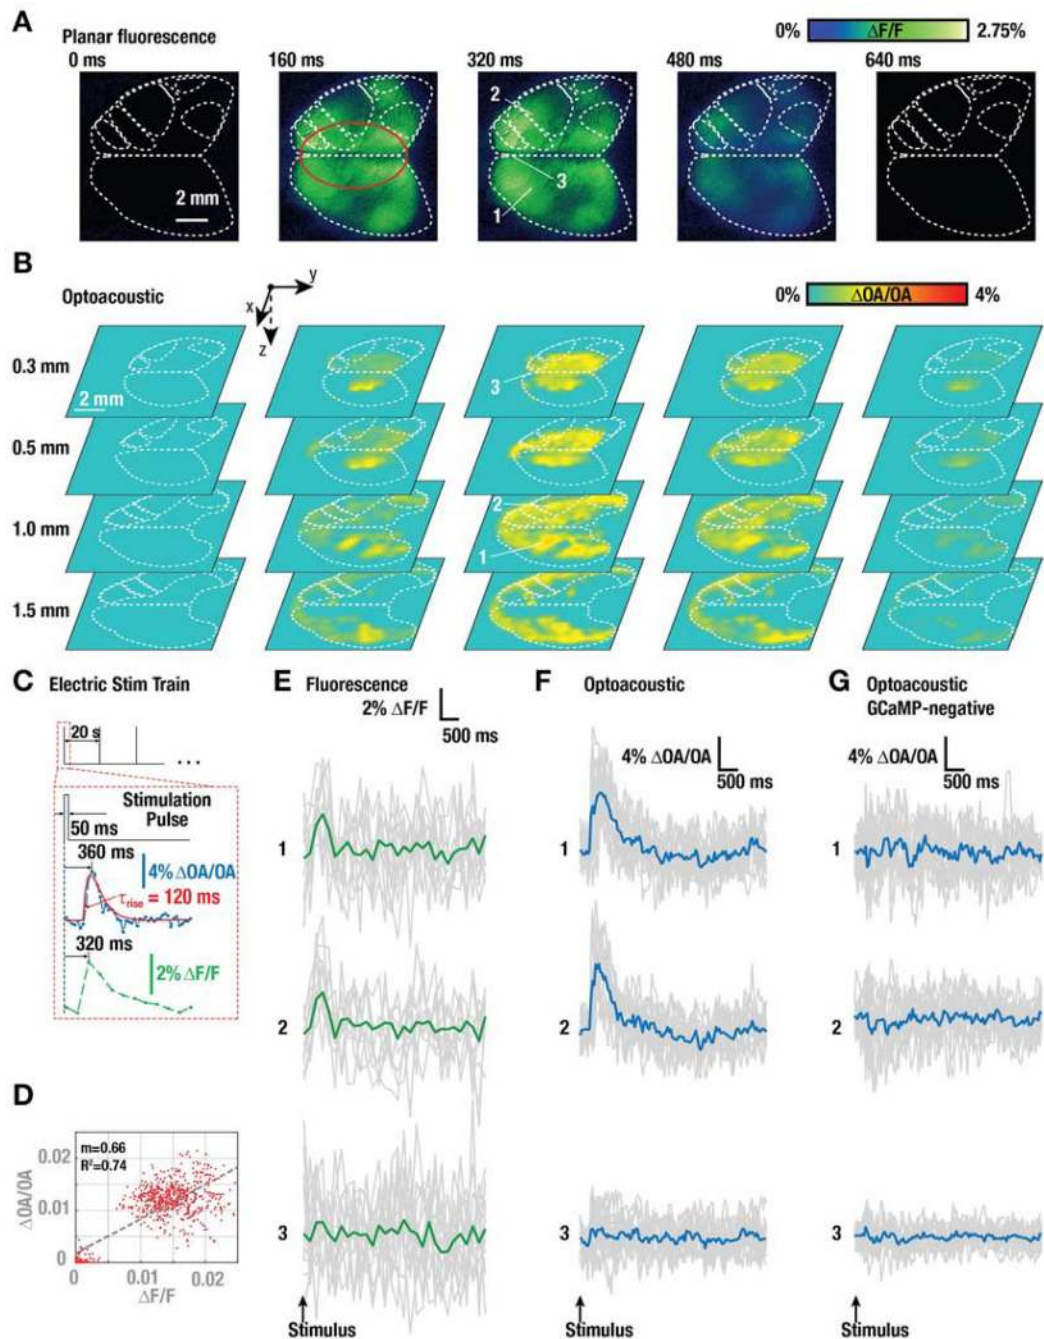 A
Planar fluorescence
0% ΔF/F 2.75%
0 ms 160 ms 320 ms 480 ms 640 ms
2
3
2 mm
1
B
Optoacoustic
x y z
0% ΔOA/OA 4%
0.3 mm
3
2 mm
0.5 mm
1.0 mm
2
1
1.5 mm
C Electric Stim Train
20 s
...
Stimulation
Pulse
50 ms
360 ms
4% ΔOA/OA
τrise = 120 ms
320 ms
2% ΔF/F
D
m=0.66
R²=0.74
ΔOA/OA
0.02
0.01
0
0 0.01 0.02
ΔF/F
E Fluorescence
2% ΔF/F
500 ms
1
2
3
Stimulus
F Optoacoustic
4% ΔOA/OA
500 ms
1
2
3
Stimulus
G Optoacoustic
GCaMP-negative
4% ΔOA/OA
500 ms
1
2
3
Stimulus